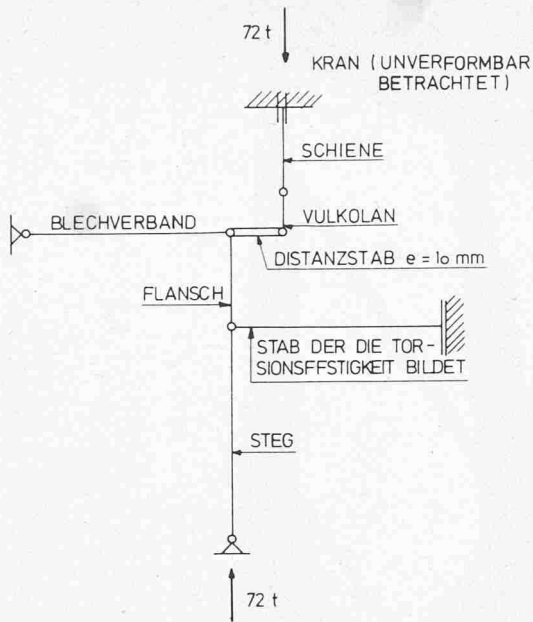 72 t
KRAN (UNVERFORMBAR
BETRACHTET)
SCHIENE
BLECHVERBAND
VULKOLAN
DISTANZSTAB e = 10 mm
FLANSCH
STAB DER DIE TOR-
SIONSFFSTIGKEIT BILDET
STEG
72 t